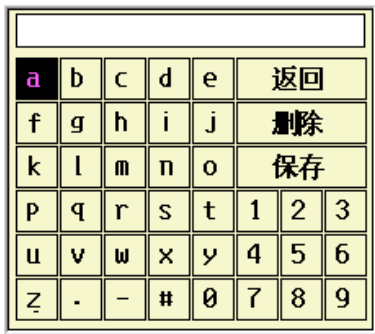 a b c d e 返回
f g h i j 删除
k l m n o 保存
p q r s t 1 2 3
u v w x y 4 5 6
z . - # 0 7 8 9